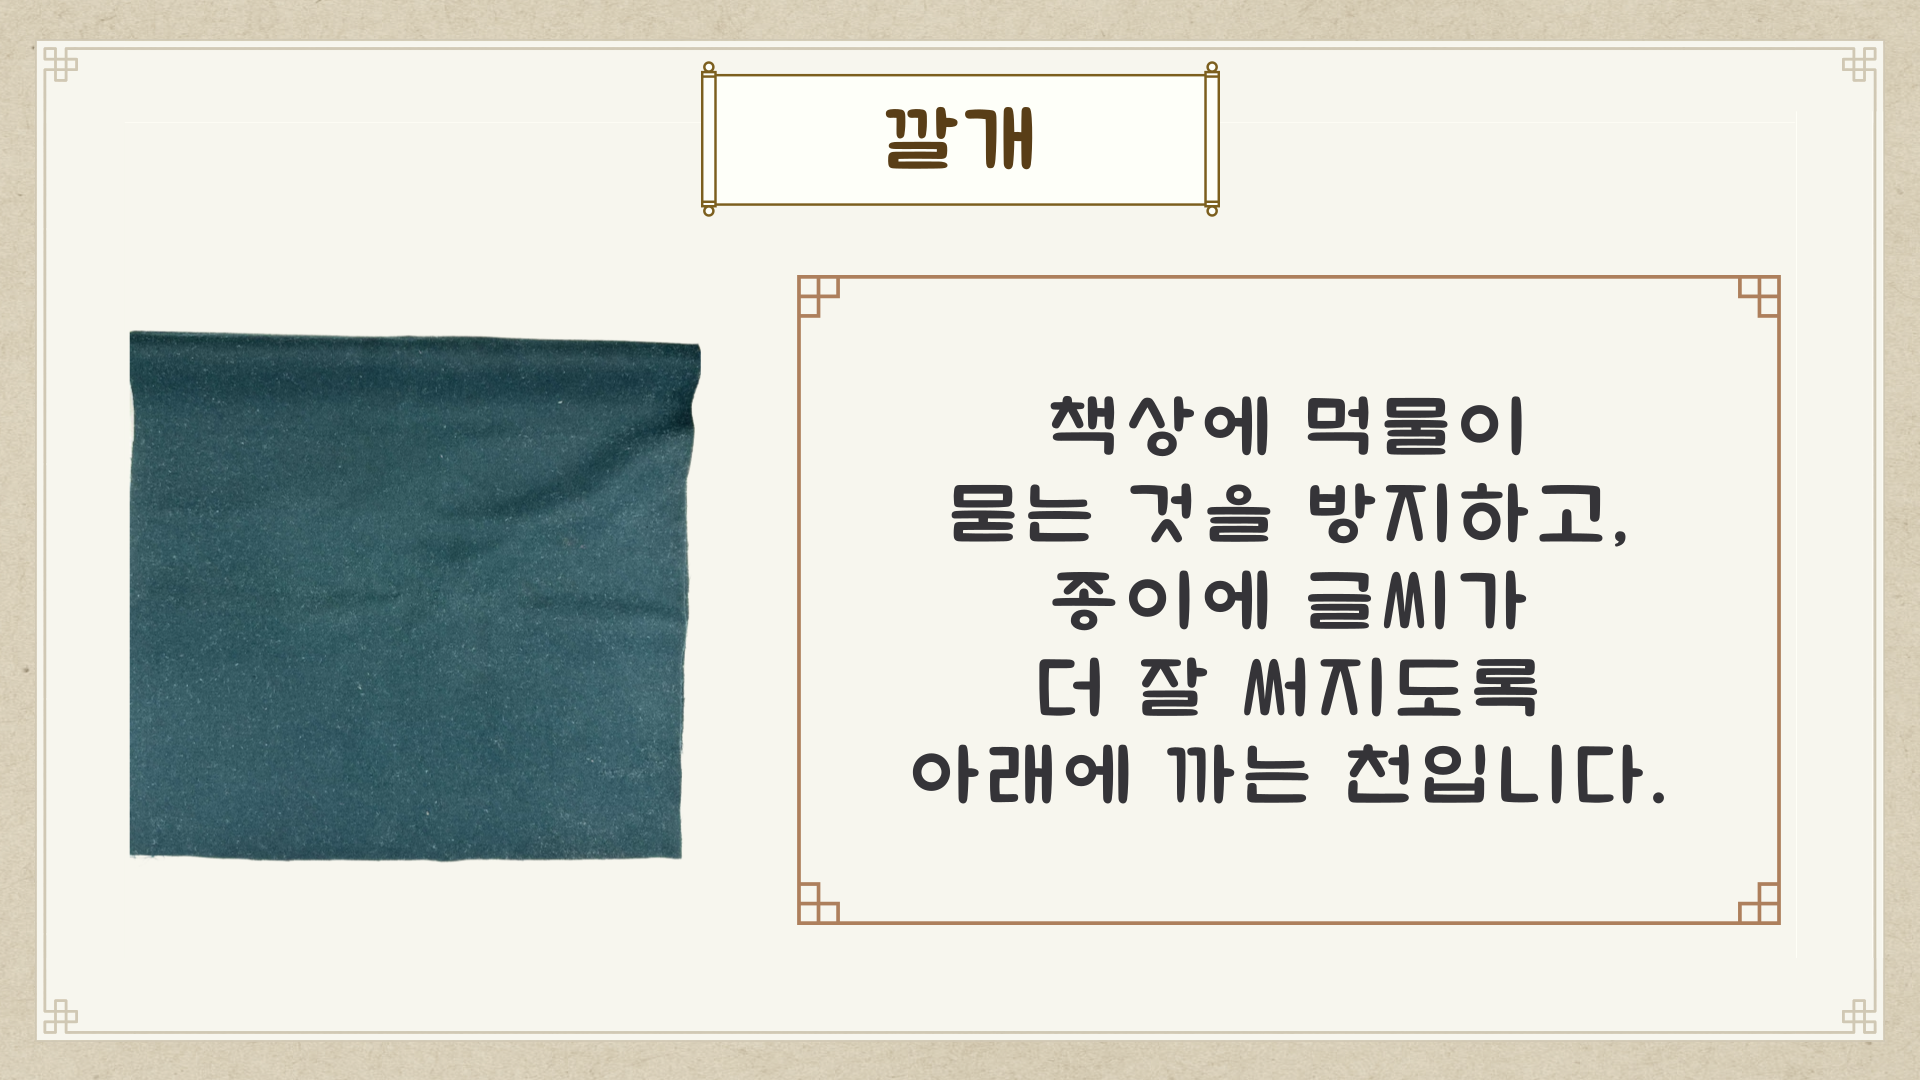 깔개
책상에 먹물이
묻는 것을 방지하고,
종이에 글씨가
더 잘 써지도록
아래에 까는 천입니다.